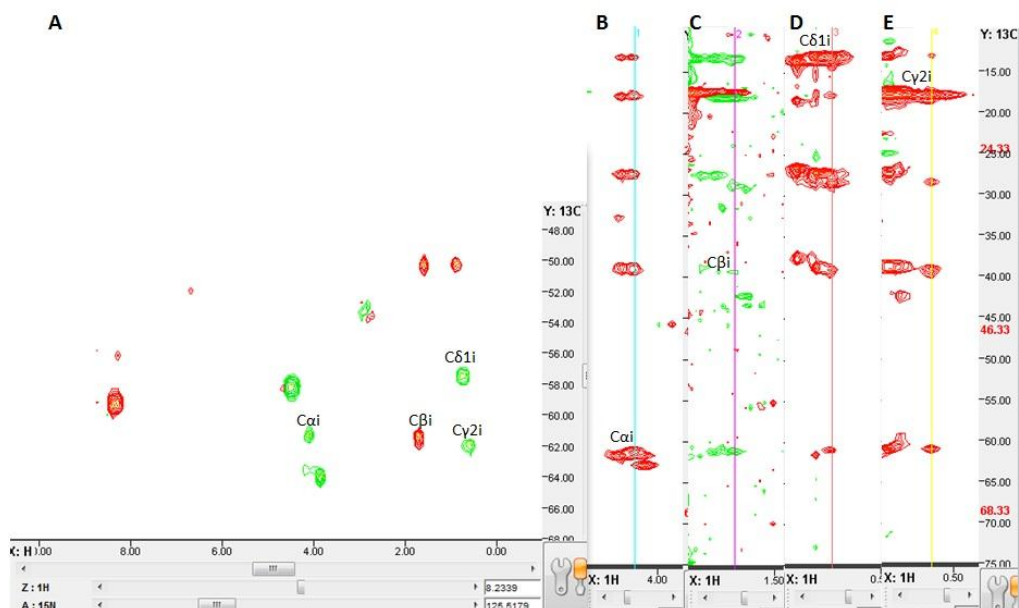 A
B
C
D
E
Y: 13C
48.00
50.00
52.00
54.00
56.00
58.00
60.00
62.00
64.00
66.00
68.00
Cδ1i
Cαi
Cβi
Cγ2i
8.00
6.00
4.00
2.00
0.00
X: H
Z : 1H
8.2339
A : 15N
125.5179
1
2
3
Cδ1i
Cγ2i
Cβi
Cαi
Y: 13C
15.00
20.00
24.33
25.00
30.00
35.00
40.00
45.00
46.33
50.00
55.00
60.00
65.00
68.33
70.00
75.00
X: 1H
4.00
X: 1H
1.50
X: 1H
X: 1H
0.50